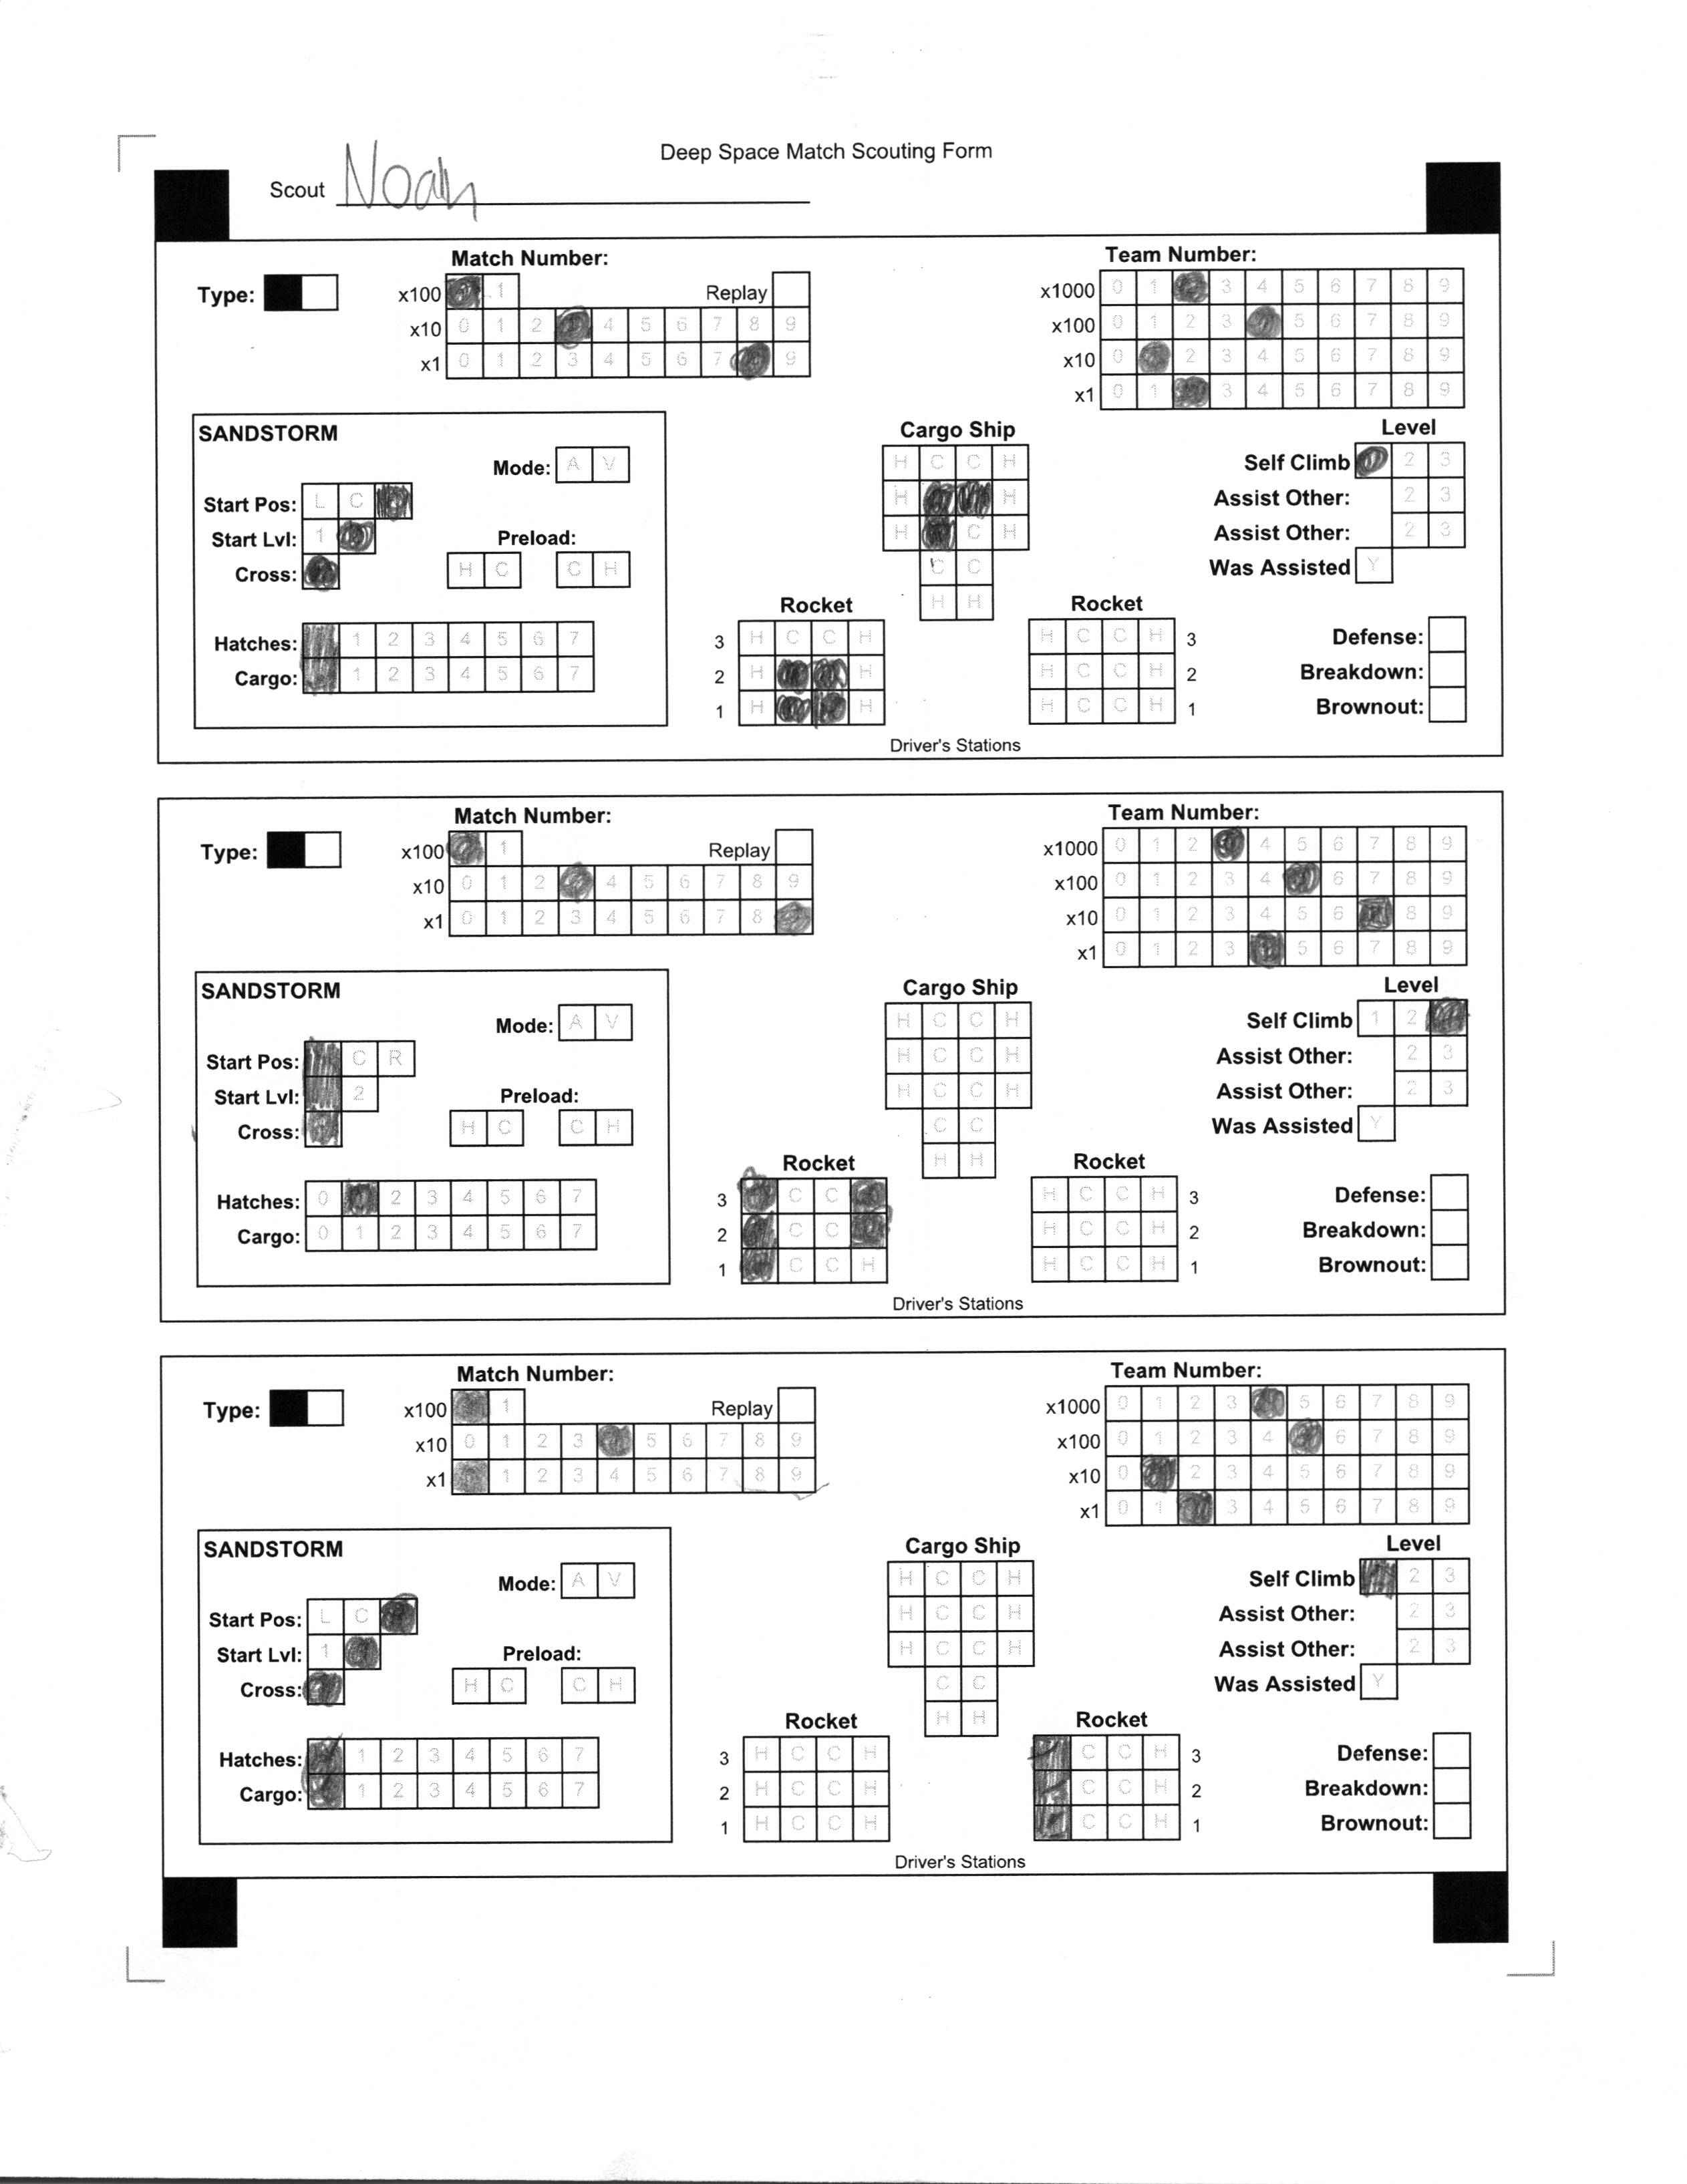 Deep Space Match Scouting Form
Scout Noah
Match Number: Team Number:
Type: x100 1 Replay x1000 0 1 3 4 5 6 7 8 9
x10 0 1 2 4 5 6 7 8 9 x100 0 1 2 3 5 6 7 8 9
x1 0 1 2 3 4 5 6 7 9 x10 0 2 3 4 5 6 7 8 9
x1 0 1 3 4 5 6 7 8 9
SANDSTORM Cargo Ship Level
Mode: A V H C C H Self Climb 2 3
Start Pos: L C H H Assist Other: 2 3
Start Lvl: 1 Preload: H C H Assist Other: 2 3
Cross: H C C H C C Was Assisted Y
Rocket H H Rocket
Hatches: 1 2 3 4 5 6 7 3 H C C H H C C H 3 Defense:
Cargo: 1 2 3 4 5 6 7 2 H H H C C H 2 Breakdown:
1 H H H C C H 1 Brownout:
Driver's Stations
Match Number: Team Number:
Type: x100 1 Replay x1000 0 1 2 4 5 6 7 8 9
x10 0 1 2 4 5 6 7 8 9 x100 0 1 2 3 4 6 7 8 9
x1 0 1 2 3 4 5 6 7 8 x10 0 1 2 3 4 5 6 8 9
x1 0 1 2 3 5 6 7 8 9
SANDSTORM Cargo Ship Level
Mode: A V H C C H Self Climb 1 2
Start Pos: C R H C C H Assist Other: 2 3
Start Lvl: 2 Preload: H C C H Assist Other: 2 3
Cross: H C C H C C Was Assisted Y
Rocket H H Rocket
Hatches: 0 2 3 4 5 6 7 3 C C H C C H 3 Defense:
Cargo: 0 1 2 3 4 5 6 7 2 C C H C C H 2 Breakdown:
1 C C H H C C H 1 Brownout:
Driver's Stations
Match Number: Team Number:
Type: x100 1 Replay x1000 0 1 2 3 5 6 7 8 9
x10 0 1 2 3 5 6 7 8 9 x100 0 1 2 3 4 6 7 8 9
x1 1 2 3 4 5 6 7 8 9 x10 0 2 3 4 5 6 7 8 9
x1 0 1 3 4 5 6 7 8 9
SANDSTORM Cargo Ship Level
Mode: A V H C C H Self Climb 2 3
Start Pos: L C H C C H Assist Other: 2 3
Start Lvl: 1 Preload: H C C H Assist Other: 2 3
Cross: H C C H C C Was Assisted Y
Rocket H H Rocket
Hatches: 1 2 3 4 5 6 7 3 H C C H C C H 3 Defense:
Cargo: 1 2 3 4 5 6 7 2 H C C H C C H 2 Breakdown:
1 H C C H C C H 1 Brownout:
Driver's Stations